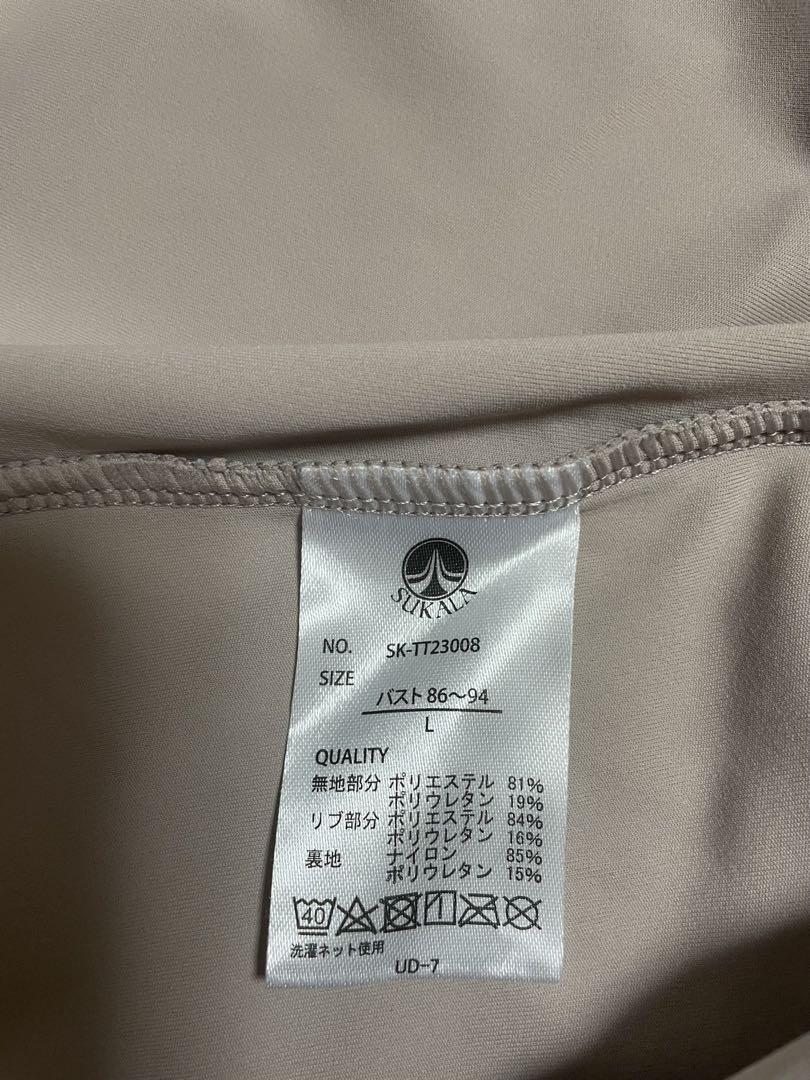 SUKALA
NO. SK-TT23008
SIZE
バスト 86〜94
L
QUALITY
無地部分 ポリエステル 81%
ポリウレタン 19%
リブ部分 ポリエステル 84%
ポリウレタン 16%
裏地 ナイロン 85%
ポリウレタン 15%
40
洗濯ネット使用
UD-7